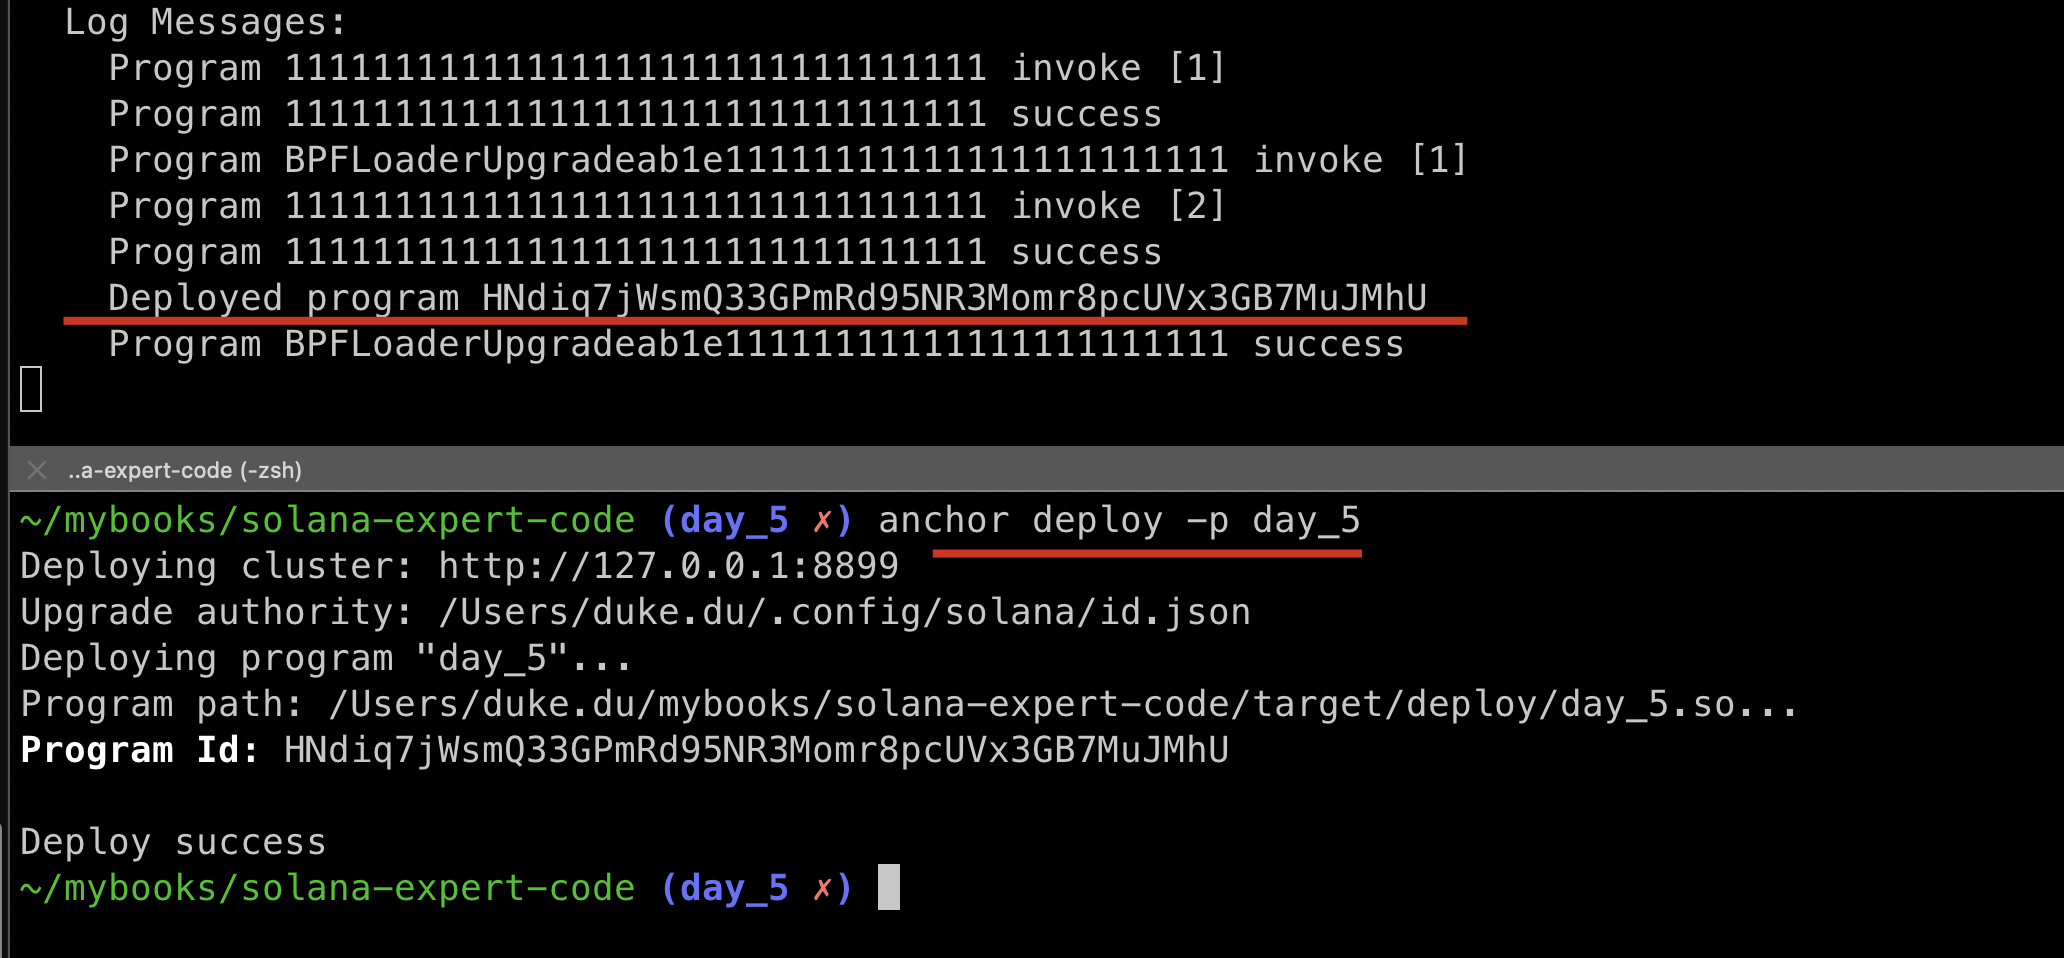 Log Messages:
Program 11111111111111111111111111111111 invoke [1]
Program 11111111111111111111111111111111 success
Program BPFLoaderUpgradeab1e11111111111111111111111 invoke [1]
Program 11111111111111111111111111111111 invoke [2]
Program 11111111111111111111111111111111 success
Deployed program HNdiq7jWsmQ33GPmRd95NR3Momr8pcUVx3GB7MuJMhU
Program BPFLoaderUpgradeab1e11111111111111111111111 success
..a-expert-code (-zsh)
~/mybooks/solana-expert-code (day_5 ✗) anchor deploy -p day_5
Deploying cluster: http://127.0.0.1:8899
Upgrade authority: /Users/duke.du/.config/solana/id.json
Deploying program "day_5"...
Program path: /Users/duke.du/mybooks/solana-expert-code/target/deploy/day_5.so...
Program Id: HNdiq7jWsmQ33GPmRd95NR3Momr8pcUVx3GB7MuJMhU
Deploy success
~/mybooks/solana-expert-code (day_5 ✗)